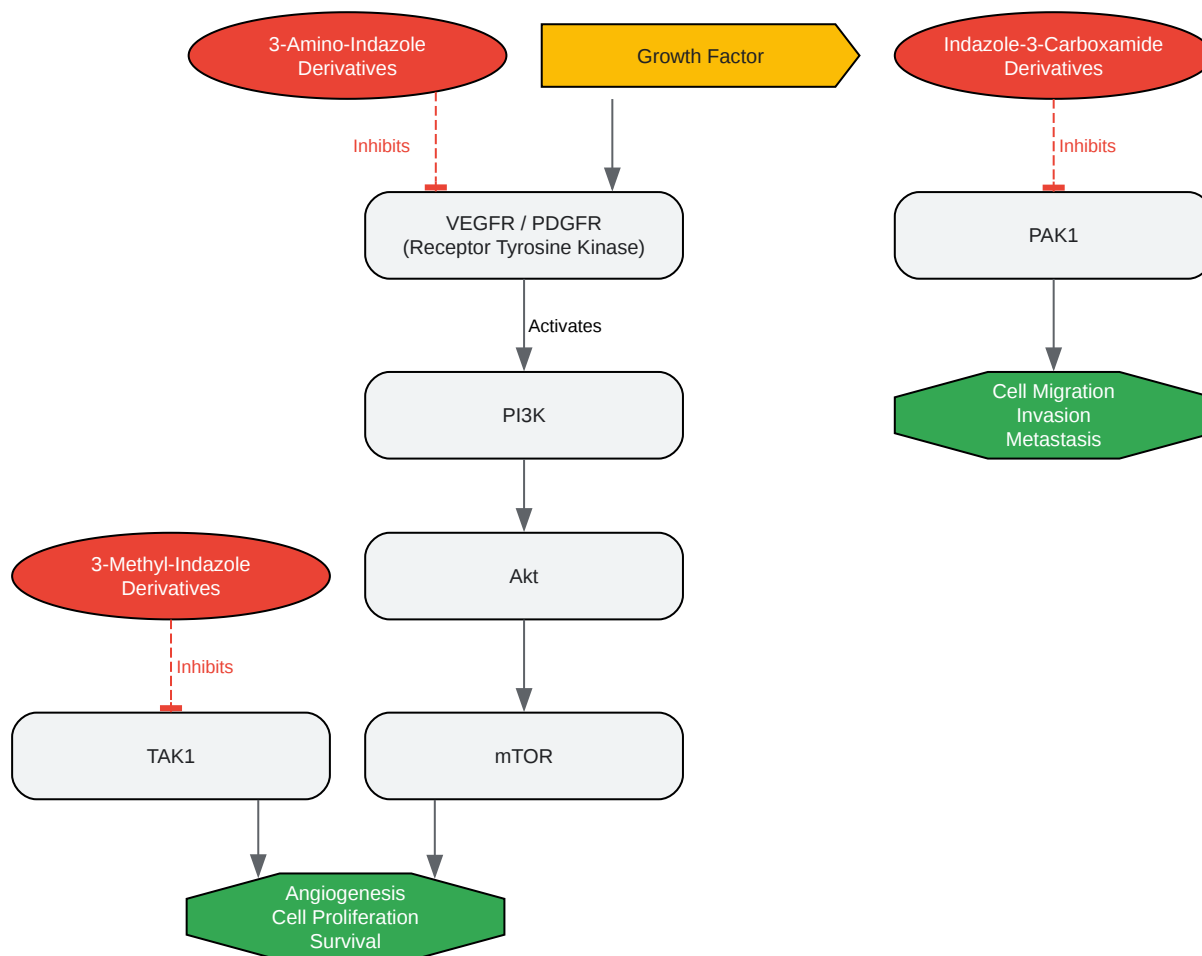 3-Amino-Indazole
Derivatives
Growth Factor
Indazole-3-Carboxamide
Derivatives
Inhibits
Inhibits
VEGFR / PDGFR
(Receptor Tyrosine Kinase)
PAK1
Activates
PI3K
Cell Migration
Invasion
Metastasis
3-Methyl-Indazole
Derivatives
Akt
Inhibits
TAK1
mTOR
Angiogenesis
Cell Proliferation
Survival